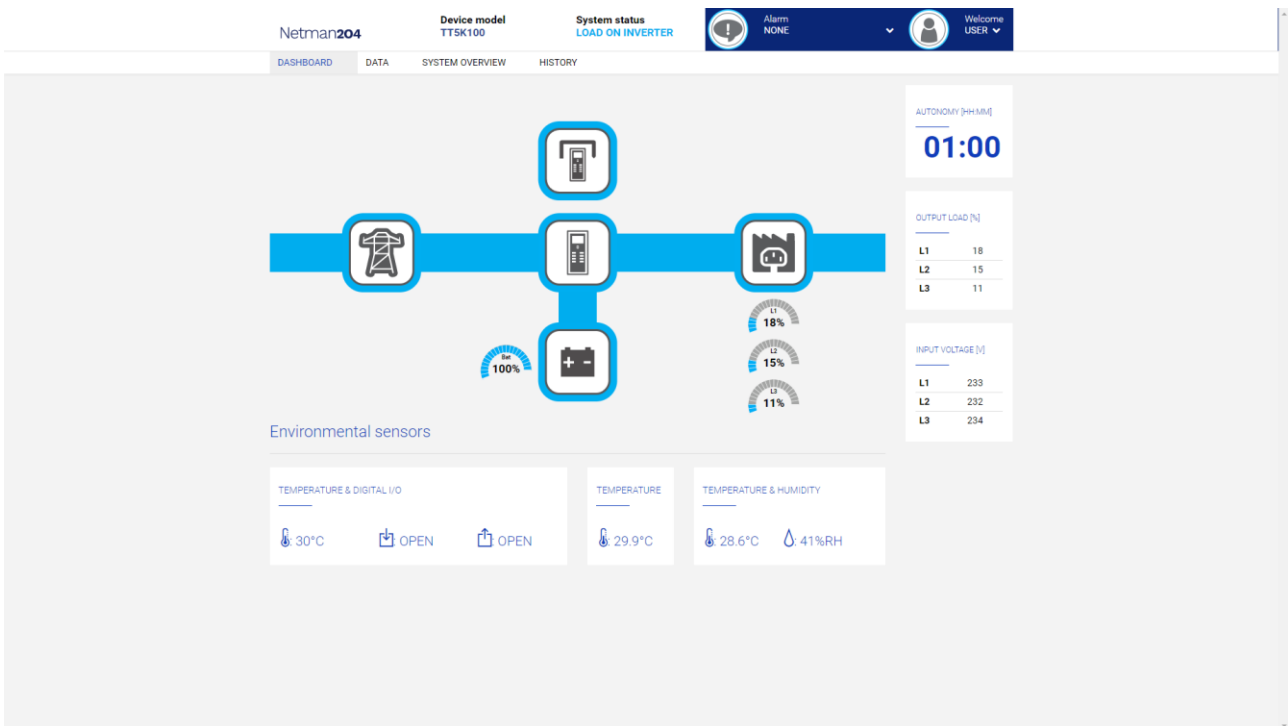 Netman204
Device model
TT5K100
System status
LOAD ON INVERTER
Alarm
NONE
Welcome
USER
DASHBOARD DATA SYSTEM OVERVIEW HISTORY
AUTONOMY [HH:MM]
01:00
OUTPUT LOAD [%]
L1 18
L2 15
L3 11
INPUT VOLTAGE [V]
L1 233
L2 232
L3 234
L1
18%
L2
15%
L3
11%
Bat
100%
+ -
Environmental sensors
TEMPERATURE & DIGITAL I/O
: 30°C : OPEN : OPEN
TEMPERATURE
: 29.9°C
TEMPERATURE & HUMIDITY
: 28.6°C : 41%RH